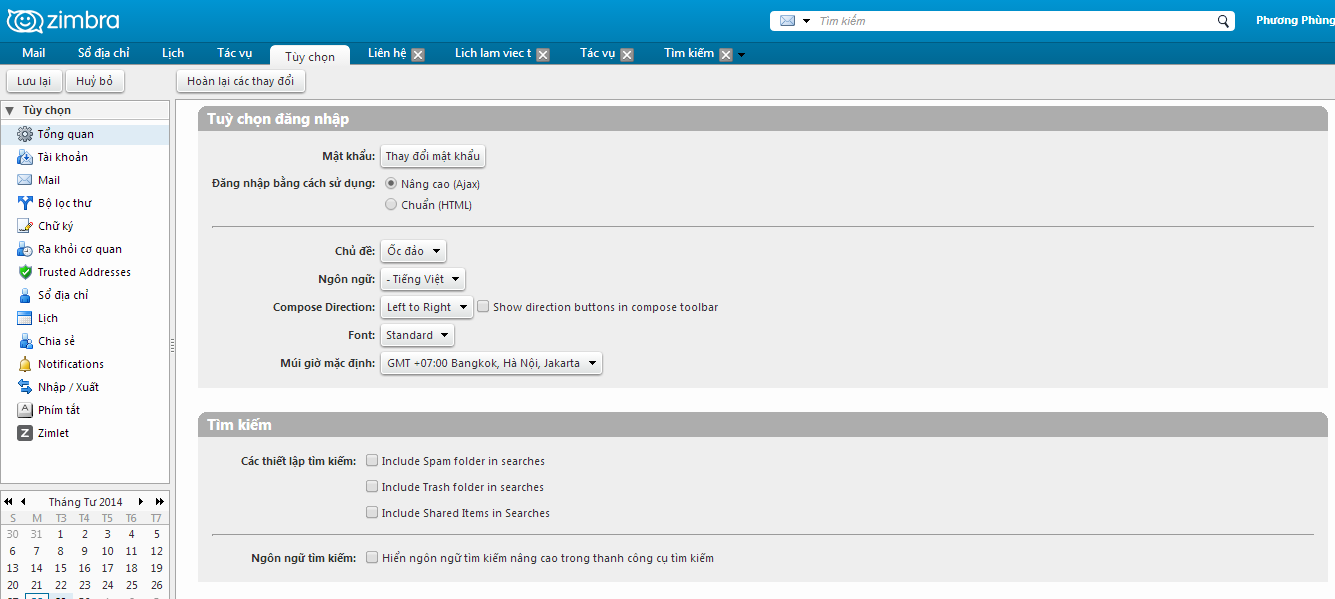 zimbra
Tìm kiếm
Phương Phùng
Mail Sổ địa chỉ Lịch Tác vụ Tùy chọn Liên hệ Lich lam viec t Tác vụ Tìm kiếm
Lưu lại Huỷ bỏ Hoàn lại các thay đổi
Tùy chọn
Tổng quan
Tài khoản
Mail
Bộ lọc thư
Chữ ký
Ra khỏi cơ quan
Trusted Addresses
Sổ địa chỉ
Lịch
Chia sẻ
Notifications
Nhập / Xuất
A Phím tắt
Z Zimlet
Tháng Tư 2014
S M T3 T4 T5 T6 T7
30 31 1 2 3 4 5
6 7 8 9 10 11 12
13 14 15 16 17 18 19
20 21 22 23 24 25 26
Tuỳ chọn đăng nhập
Mật khẩu: Thay đổi mật khẩu
Đăng nhập bằng cách sử dụng: Nâng cao (Ajax)
Chuẩn (HTML)
Chủ đề: Ốc đảo
Ngôn ngữ: - Tiếng Việt
Compose Direction: Left to Right Show direction buttons in compose toolbar
Font: Standard
Múi giờ mặc định: GMT +07:00 Bangkok, Hà Nội, Jakarta
Tìm kiếm
Các thiết lập tìm kiếm: Include Spam folder in searches
Include Trash folder in searches
Include Shared Items in Searches
Ngôn ngữ tìm kiếm: Hiển ngôn ngữ tìm kiếm nâng cao trong thanh công cụ tìm kiếm